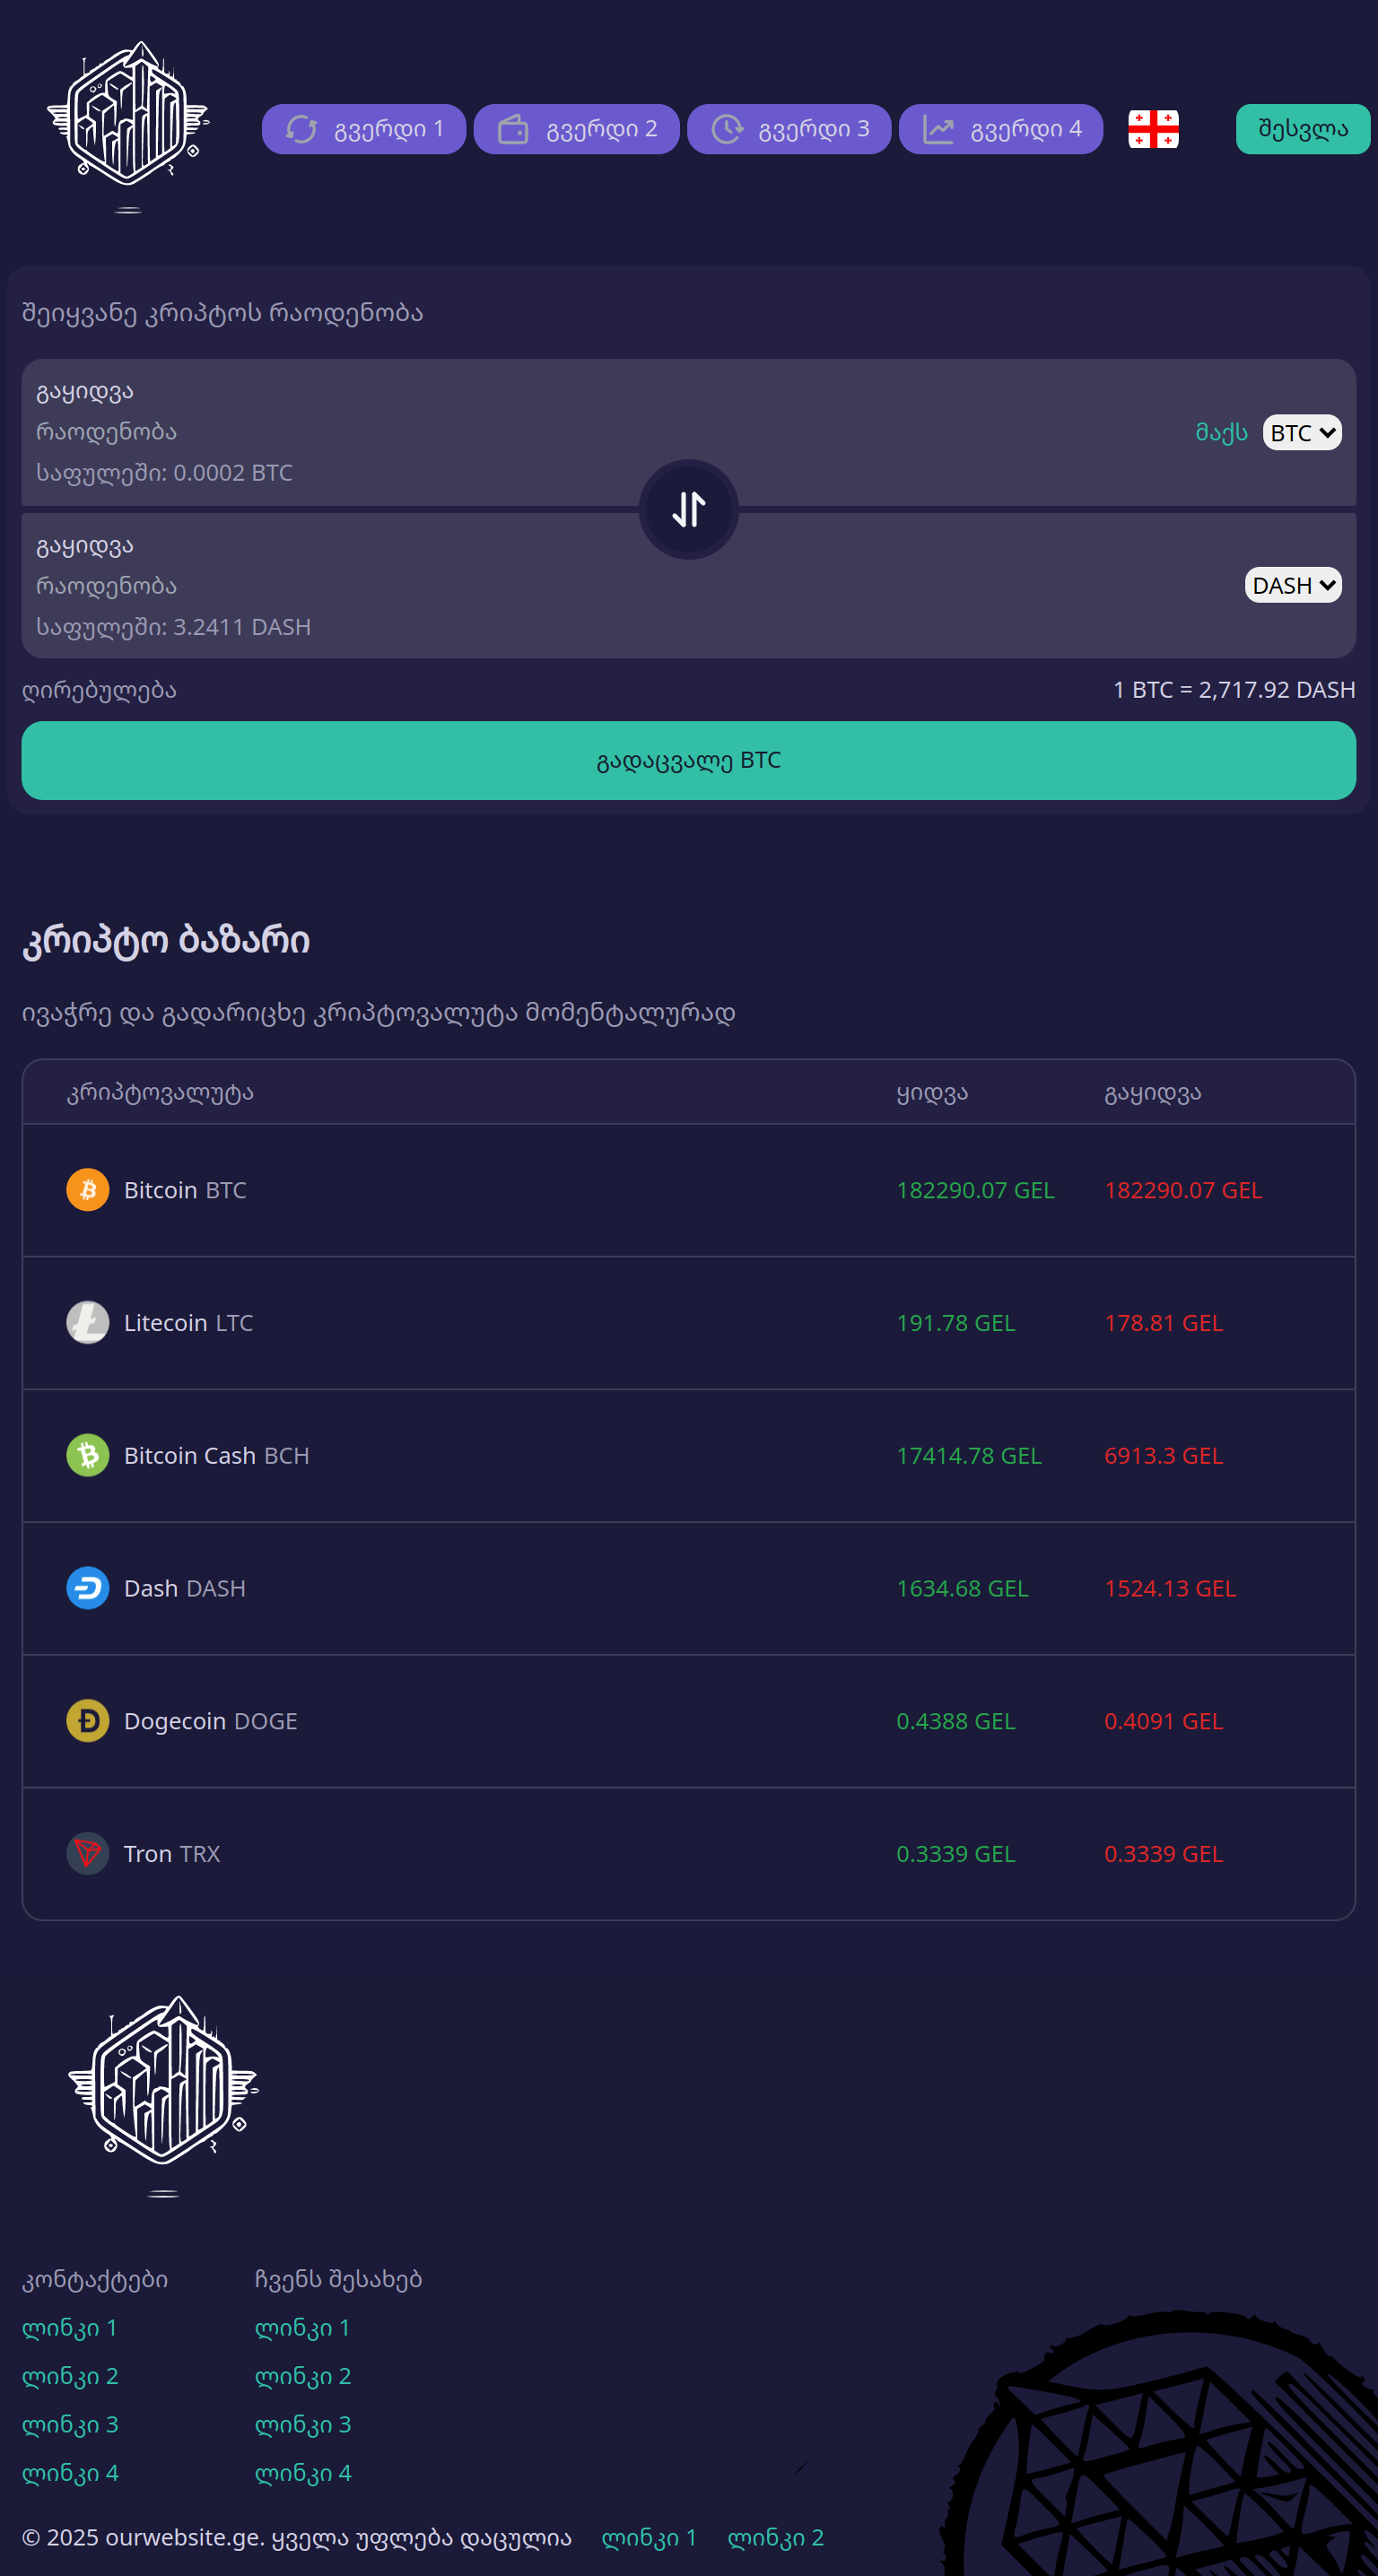 გვერდი 1 გვერდი 2 გვერდი 3 გვერდი 4 შესვლა
შეიყვანე კრიპტოს რაოდენობა
გაყიდვა
რაოდენობა მაქს BTC
საფულეში: 0.0002 BTC
გაყიდვა
რაოდენობა DASH
საფულეში: 3.2411 DASH
ღირებულება 1 BTC = 2,717.92 DASH
გადაცვალე BTC
კრიპტო ბაზარი
ივაჭრე და გადარიცხე კრიპტოვალუტა მომენტალურად
კრიპტოვალუტა ყიდვა გაყიდვა
Bitcoin BTC 182290.07 GEL 182290.07 GEL
Litecoin LTC 191.78 GEL 178.81 GEL
Bitcoin Cash BCH 17414.78 GEL 6913.3 GEL
Dash DASH 1634.68 GEL 1524.13 GEL
Dogecoin DOGE 0.4388 GEL 0.4091 GEL
Tron TRX 0.3339 GEL 0.3339 GEL
კონტაქტები ჩვენს შესახებ
ლინკი 1 ლინკი 1
ლინკი 2 ლინკი 2
ლინკი 3 ლინკი 3
ლინკი 4 ლინკი 4
© 2025 ourwebsite.ge. ყველა უფლება დაცულია ლინკი 1 ლინკი 2